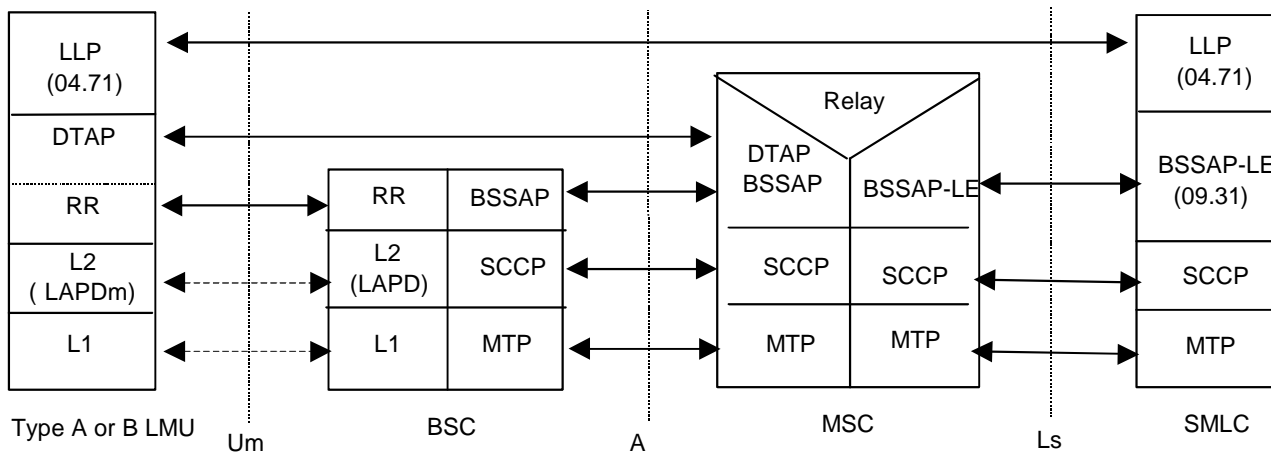 LLP
(04.71)
DTAP
RR
L2
( LAPDm)
L1
Type A or B LMU
Um
RR
BSSAP
L2
(LAPD)
SCCP
L1
MTP
BSC
A
Relay
DTAP
BSSAP
BSSAP-LE
SCCP
SCCP
MTP
MTP
MSC
Ls
LLP
(04.71)
BSSAP-LE
(09.31)
SCCP
MTP
SMLC